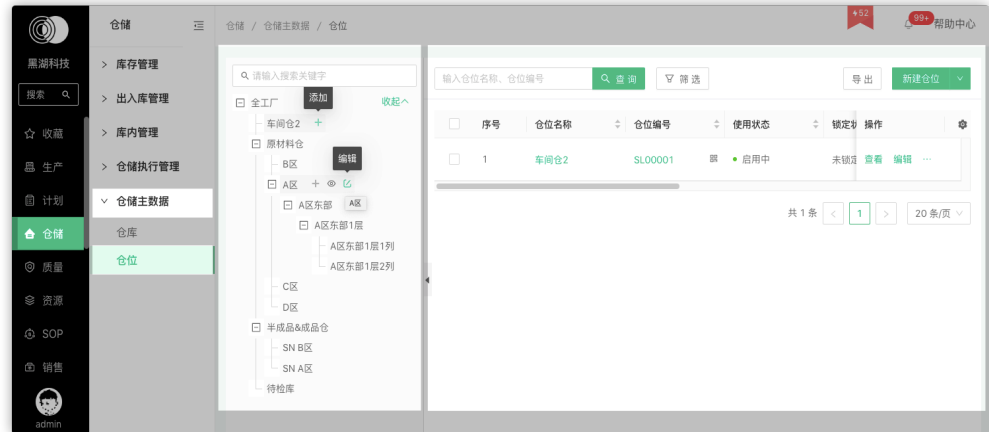 黑湖科技
搜索
收藏
生产
计划
仓储
质量
资源
SOP
销售
admin
仓储
库存管理
出入库管理
库内管理
仓储执行管理
仓储主数据
仓库
仓位
仓储 / 仓储主数据 / 仓位
52
99+
帮助中心
请输入搜索关键字
全工厂
添加
收起
车间仓2
原材料仓
B区
编辑
A区
A区东部
A区
A区东部1层
A区东部1层1列
A区东部1层2列
C区
D区
半成品&成品仓
SN B区
SN A区
待检库
输入仓位名称、仓位编号
查 询
筛 选
导 出
新建仓位
序号 仓位名称 仓位编号 使用状态 锁定状 操作
1 车间仓2 SL00001 启用中 未锁定 查看 编辑 ···
共 1 条 < 1 > 20 条/页